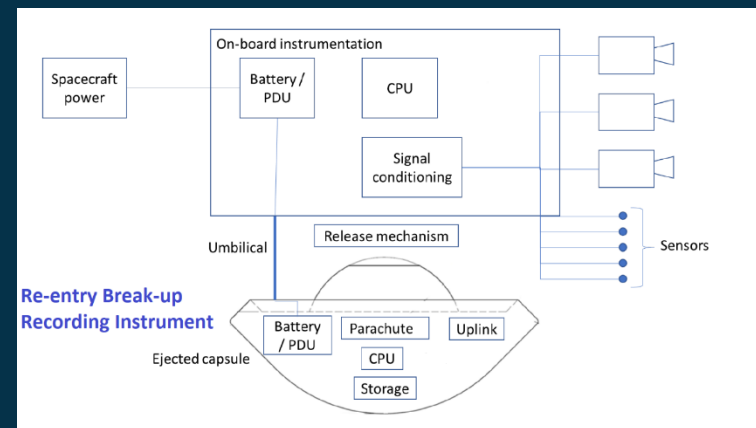 On-board instrumentation
Spacecraft
power
Battery /
PDU
CPU
Signal
conditioning
Release mechanism
Umbilical
Sensors
Re-entry Break-up
Recording Instrument
Battery
/ PDU
Parachute
Uplink
Ejected capsule
CPU
Storage